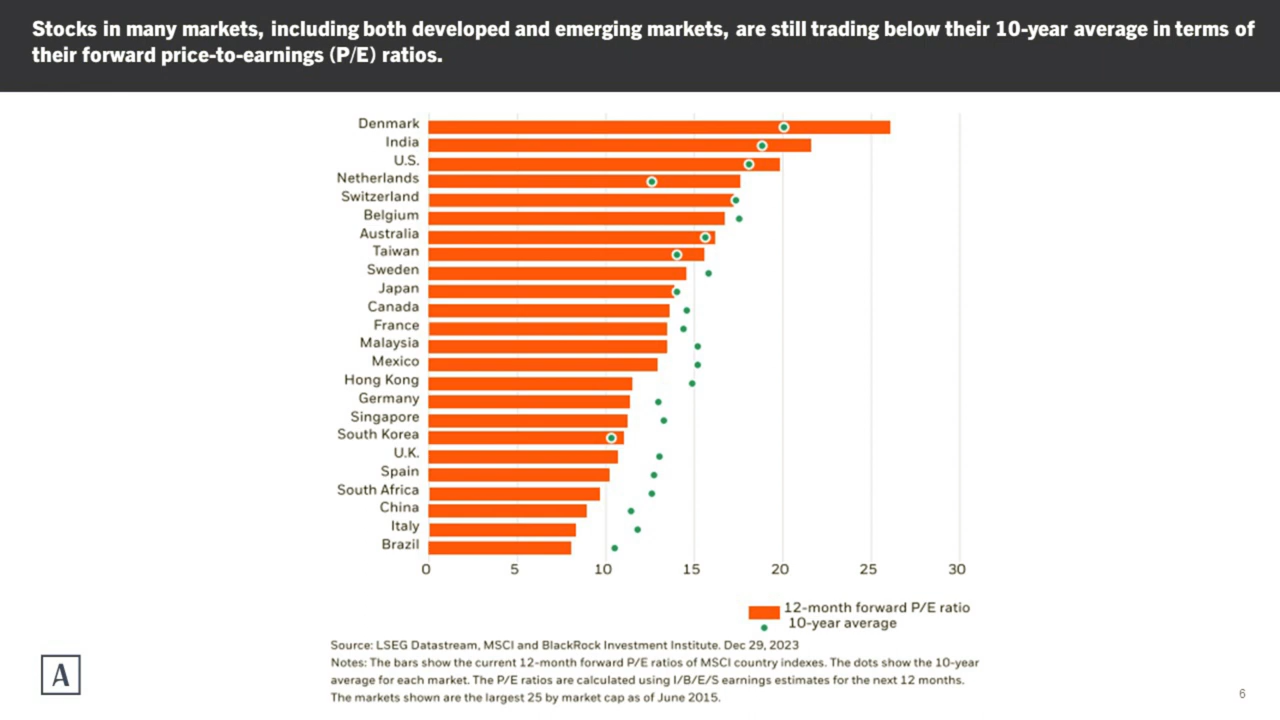 Stocks in many markets, including both developed and emerging markets, are still trading below their 10-year average in terms of
their forward price-to-earnings (P/E) ratios.
Denmark
India
U.S.
Netherlands
Switzerland
Belgium
Australia
Taiwan
Sweden
Japan
Canada
France
Malaysia
Mexico
Hong Kong
Germany
Singapore
South Korea
U.K.
Spain
South Africa
China
Italy
Brazil
0 5 10 15 20 25 30
12-month forward P/E ratio
10-year average
Source: LSEG Datastream, MSCI and BlackRock Investment Institute. Dec 29, 2023
Notes: The bars show the current 12-month forward P/E ratios of MSCI country indexes. The dots show the 10-year
average for each market. The P/E ratios are calculated using I/B/E/S earnings estimates for the next 12 months.
The markets shown are the largest 25 by market cap as of June 2015.
A
6